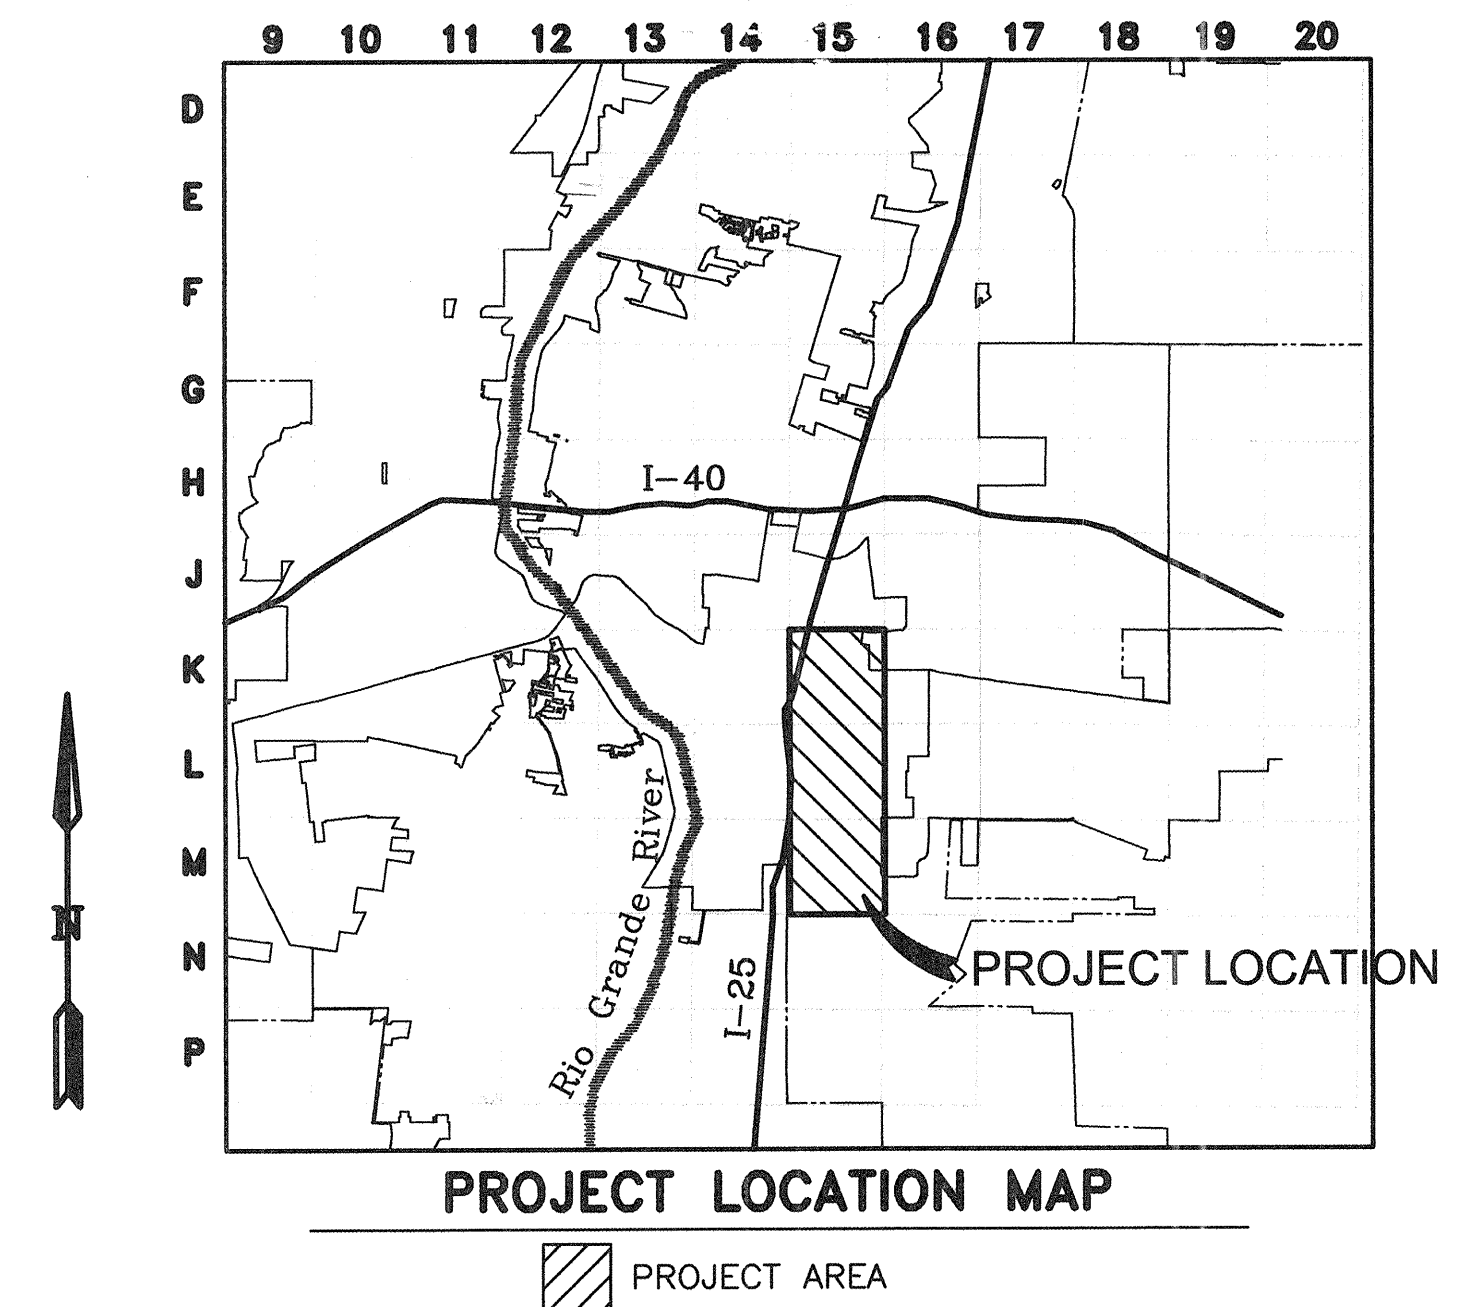 9 10 11 12 13 14 15 16 17 18 19 20
D
E
F
G
H
J
K
L
M
N
P
I-40
Rio Grande River
I-25
N
PROJECT LOCATION
PROJECT LOCATION MAP
PROJECT AREA